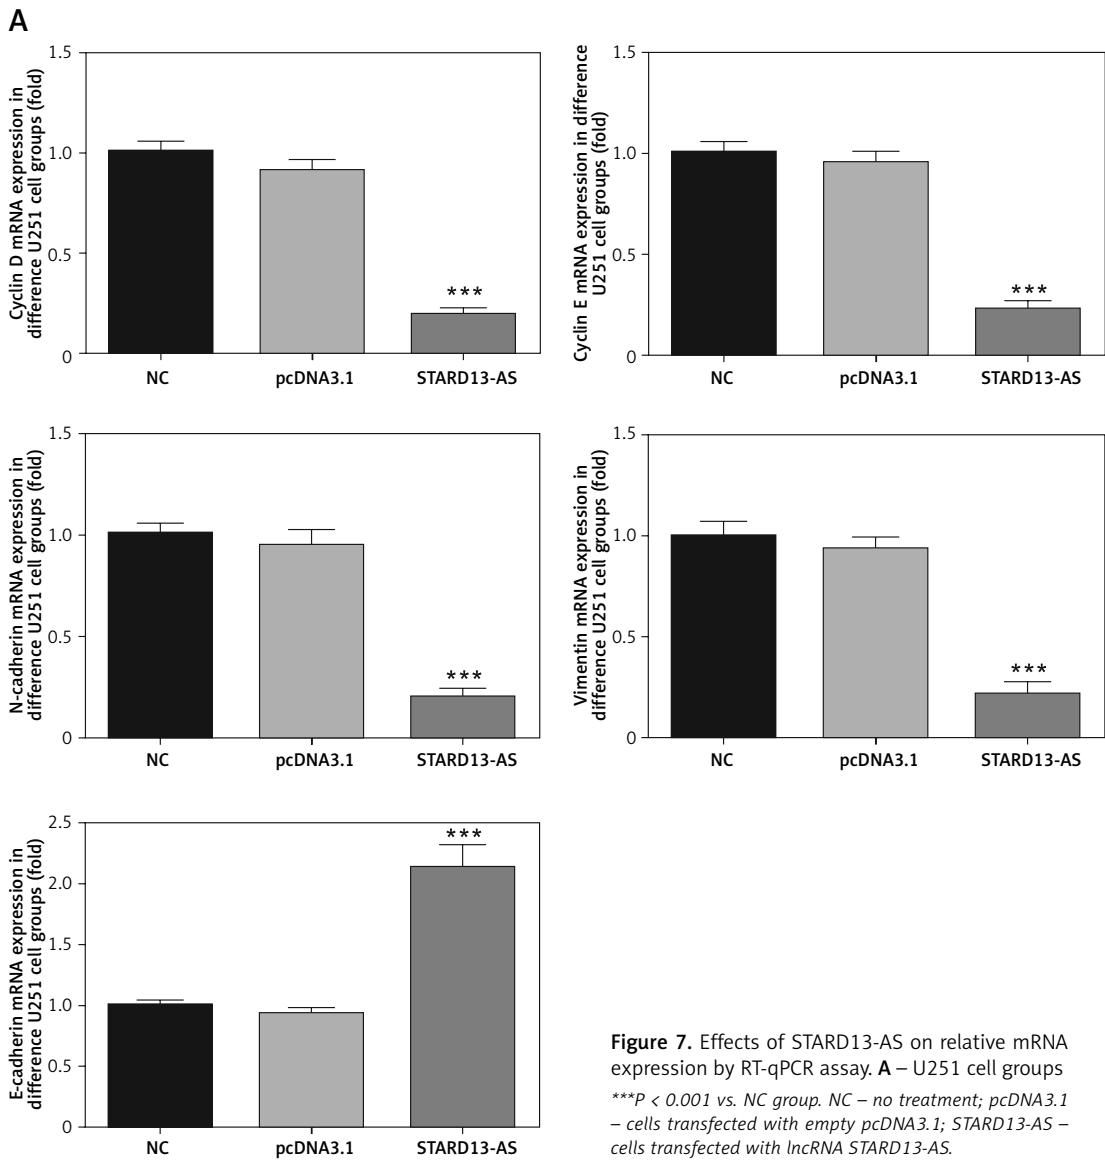 A
Cyclin D mRNA expression in
difference U251 cell groups (fold)
1.5
1.0
0.5
0
***
NC
pcDNA3.1
STARD13-AS
Cyclin E mRNA expression in difference
U251 cell groups (fold)
1.5
1.0
0.5
0
***
NC
pcDNA3.1
STARD13-AS
N-cadherin mRNA expression in
difference U251 cell groups (fold)
1.5
1.0
0.5
0
***
NC
pcDNA3.1
STARD13-AS
Vimentin mRNA expression in
difference U251 cell groups (fold)
1.5
1.0
0.5
0
***
NC
pcDNA3.1
STARD13-AS
E-cadherin mRNA expression in
difference U251 cell groups (fold)
2.5
2.0
1.5
1.0
0.5
0
***
NC
pcDNA3.1
STARD13-AS
Figure 7. Effects of STARD13-AS on relative mRNA
expression by RT-qPCR assay. A – U251 cell groups
***P < 0.001 vs. NC group. NC – no treatment; pcDNA3.1
– cells transfected with empty pcDNA3.1; STARD13-AS –
cells transfected with lncRNA STARD13-AS.